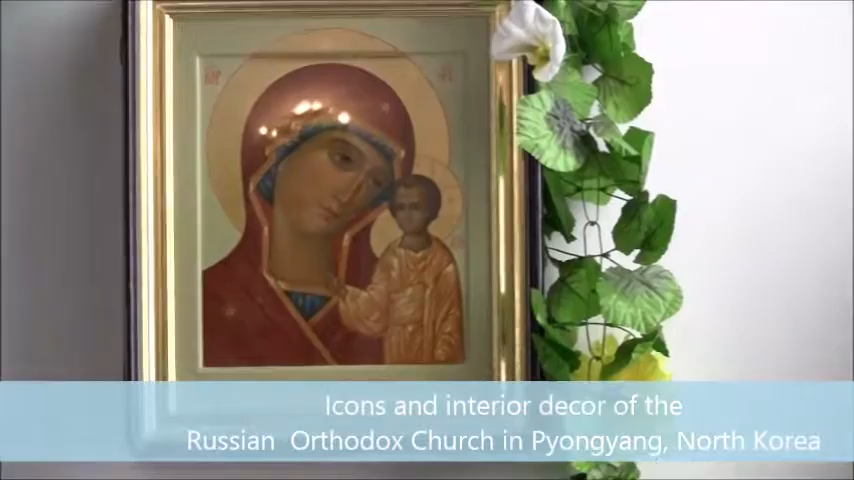 Icons and interior decor of the
Russian Orthodox Church in Pyongyang, North Korea